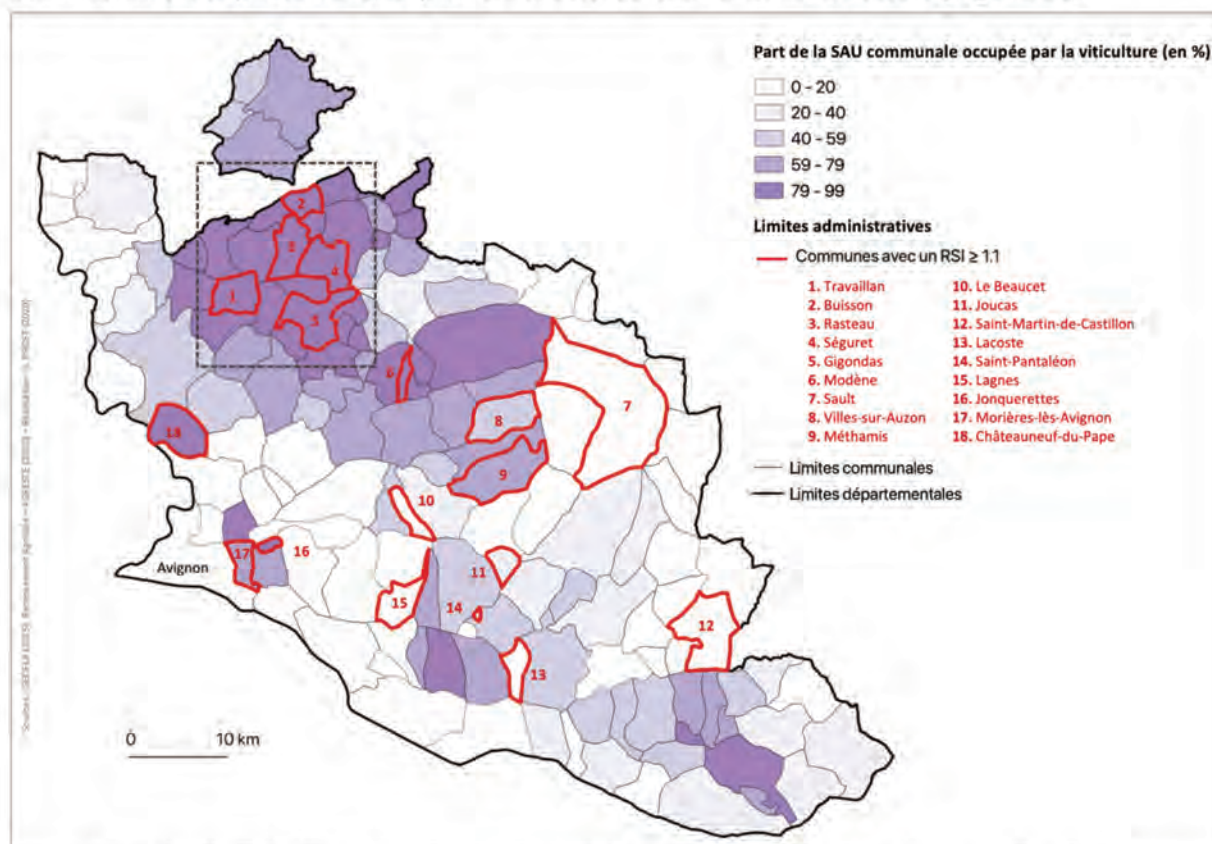 Part de la SAU communale occupée par la viticulture (en %)
0 - 20
20 - 40
40 - 59
59 - 79
79 - 99
Limites administratives
Communes avec un RSI ≥ 1.1
1. Travaillan
2. Buisson
3. Rasteau
4. Séguret
5. Gigondas
6. Modène
7. Sault
8. Villes-sur-Auzon
9. Méthamis
10. Le Beaucet
11. Joucas
12. Saint-Martin-de-Castillon
13. Lacoste
14. Saint-Pantaléon
15. Lagnes
16. Jonquerettes
17. Morières-lès-Avignon
18. Châteauneuf-du-Pape
Limites communales
Limites départementales
2
4
1
3
6
7
8
18
9
10
17
16
Avignon
11
15
14
12
13
0 10 km